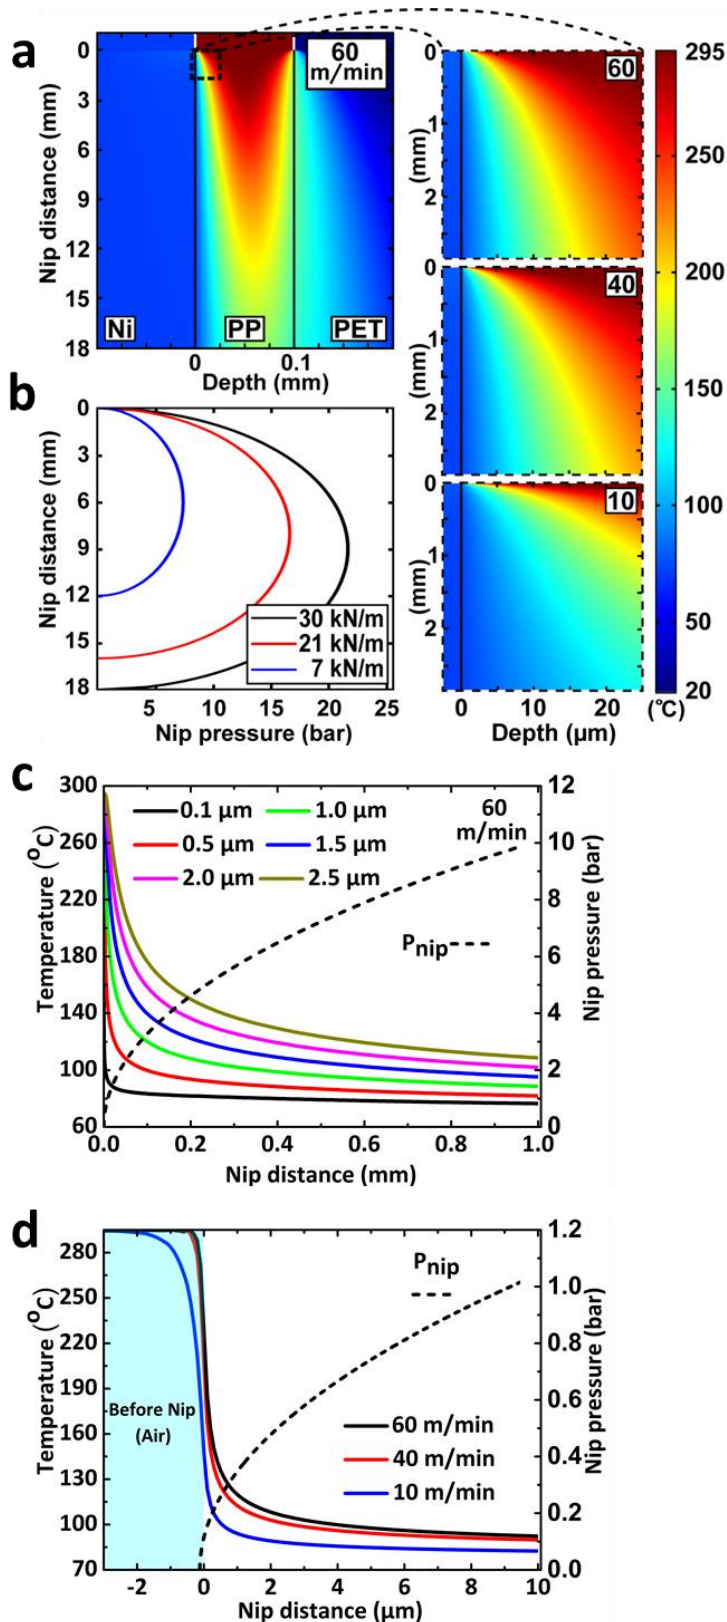 a
60
m/min
Nip distance (mm)
0
3
6
9
12
15
18
Ni
PP
PET
0
0.1
Depth (mm)
60
0
1
2
(mm)
40
0
1
2
(mm)
10
0
1
2
(mm)
0
10
20
Depth (µm)
295
250
200
150
100
50
20
(℃)
b
Nip distance (mm)
0
3
6
9
12
15
18
30 kN/m
21 kN/m
7 kN/m
5
10
15
20
25
Nip pressure (bar)
c
Temperature (°C)
300
260
220
180
140
100
60
0.1 µm
1.0 µm
0.5 µm
1.5 µm
2.0 µm
2.5 µm
60
m/min
Pnip
12
10
8
6
4
2
0
Nip pressure (bar)
0.0
0.2
0.4
0.6
0.8
1.0
Nip distance (mm)
d
Temperature (°C)
280
250
220
190
160
130
100
70
Before Nip
(Air)
Pnip
60 m/min
40 m/min
10 m/min
1.2
1.0
0.8
0.6
0.4
0.2
0.0
Nip pressure (bar)
-2
0
2
4
6
8
10
Nip distance (µm)